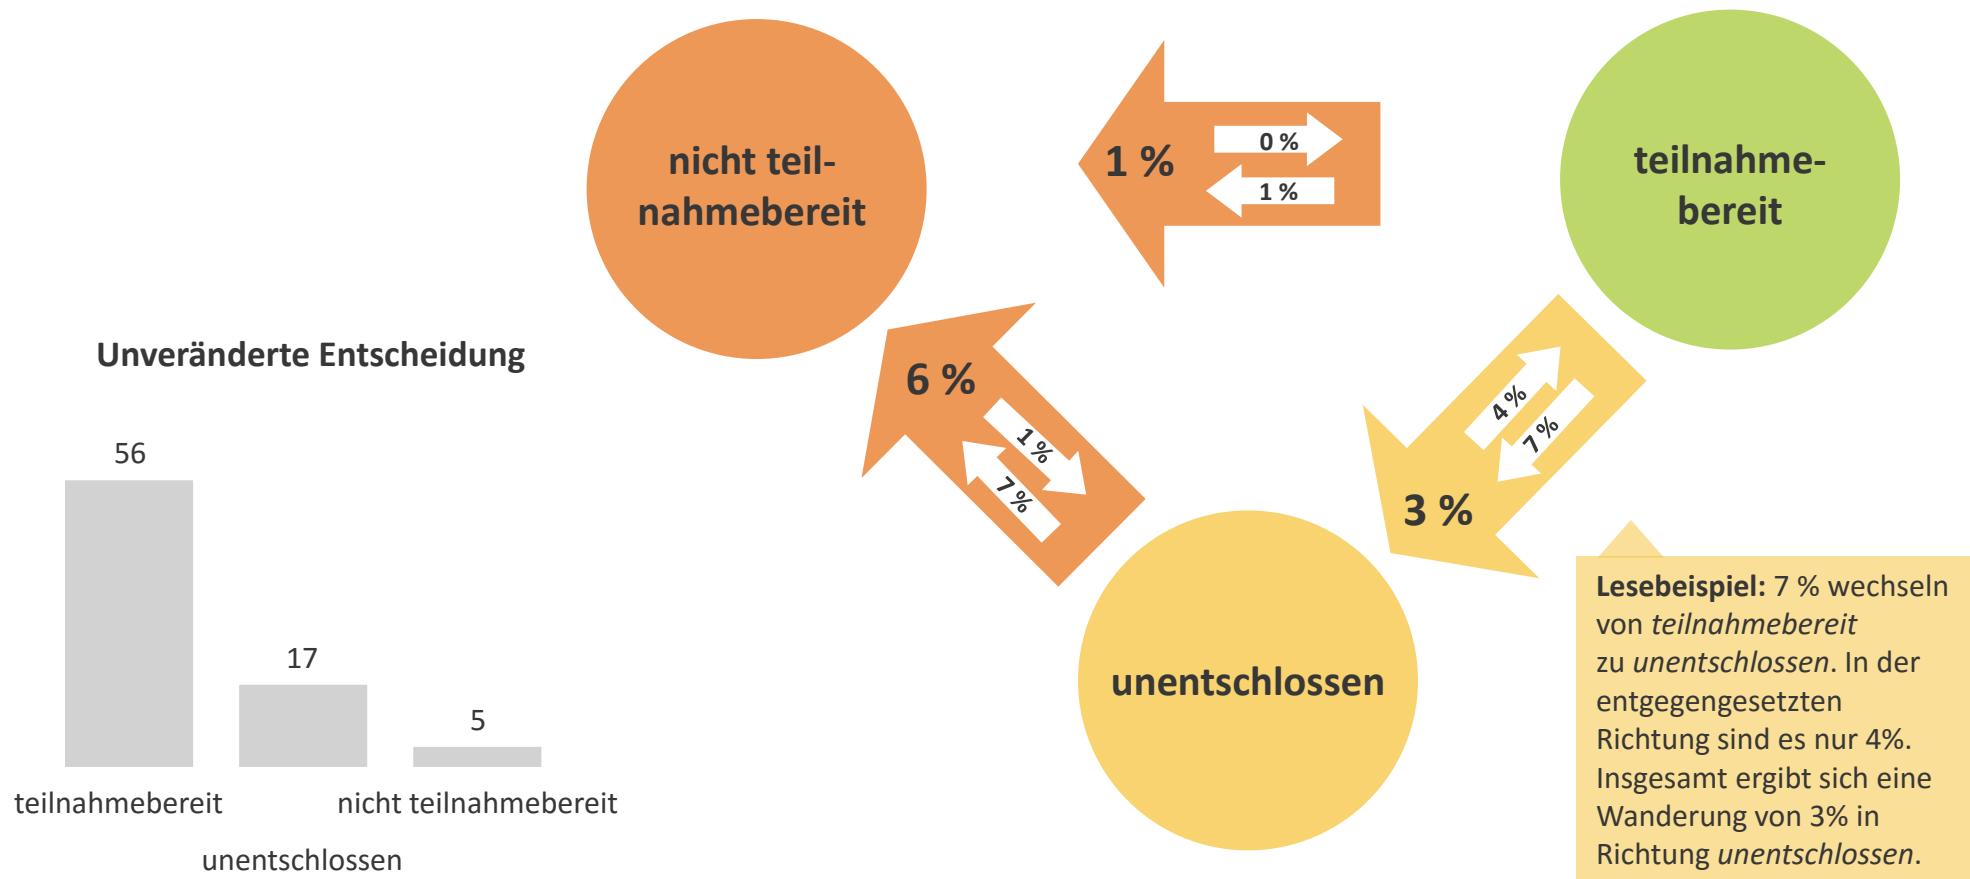 nicht teil-
nahmebereit
1 %
0 %
1 %
teilnahme-
bereit
Unveränderte Entscheidung
56
17
5
teilnahmebereit
nicht teilnahmebereit
unentschlossen
6 %
1 %
7 %
4 %
7 %
3 %
unentschlossen
Lesebeispiel: 7 % wechseln
von teilnahmebereit
zu unentschlossen. In der
entgegengesetzten
Richtung sind es nur 4%.
Insgesamt ergibt sich eine
Wanderung von 3% in
Richtung unentschlossen.